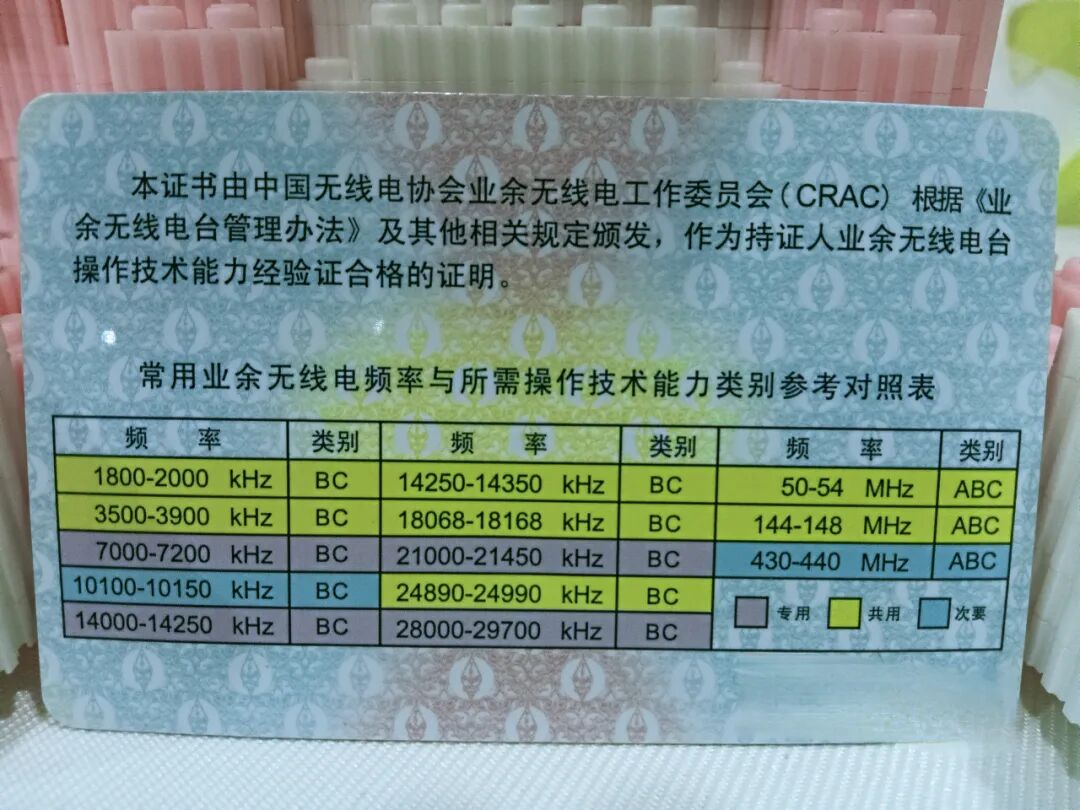 本证书由中国无线电协会业余无线电工作委员会(CRAC)根据《业
余无线电台管理办法》及其他相关规定颁发，作为持证人业余无线电台
操作技术能力经验证合格的证明。
常用业余无线电频率与所需操作技术能力类别参考对照表
频 率 类别 频 率 类别 频 率 类别
1800-2000 kHz BC 14250-14350 kHz BC 50-54 MHz ABC
3500-3900 kHz BC 18068-18168 kHz BC 144-148 MHz ABC
7000-7200 kHz BC 21000-21450 kHz BC 430-440 MHz ABC
10100-10150 kHz BC 24890-24990 kHz BC 专用 共用 次要
14000-14250 kHz BC 28000-29700 kHz BC